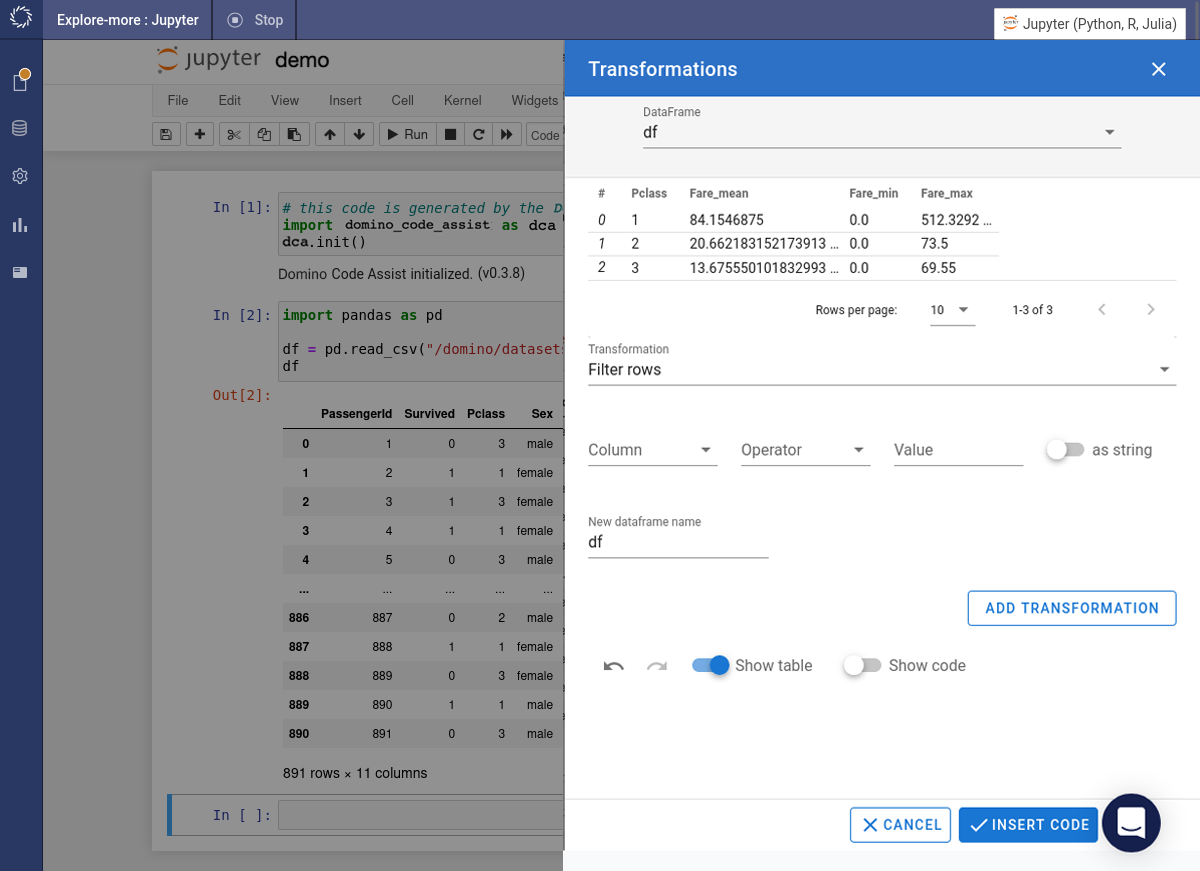 Explore-more : Jupyter
Stop
Jupyter (Python, R, Julia)
jupyter demo
File Edit View Insert Cell Kernel Widgets
Run
Code
In [1]:
# this code is generated by the D
import domino_code_assist as dca
dca.init()
Domino Code Assist initialized. (v0.3.8)
In [2]:
import pandas as pd
df = pd.read_csv("/domino/datasets
df
Out[2]:
PassengerId Survived Pclass Sex
0 1 0 3 male
1 2 1 1 female
2 3 1 3 female
3 4 1 1 female
4 5 0 3 male
... ... ... ... ...
886 887 0 2 male
887 888 1 1 female
888 889 0 3 female
889 890 1 1 male
890 891 0 3 male
891 rows × 11 columns
In [ ]:
Transformations
DataFrame
df
# Pclass Fare_mean Fare_min Fare_max
0 1 84.1546875 0.0 512.3292 ...
1 2 20.662183152173913 ... 0.0 73.5
2 3 13.675550101832993 ... 0.0 69.55
Rows per page: 10 1-3 of 3
Transformation
Filter rows
Column Operator Value as string
New dataframe name
df
ADD TRANSFORMATION
Show table Show code
CANCEL INSERT CODE